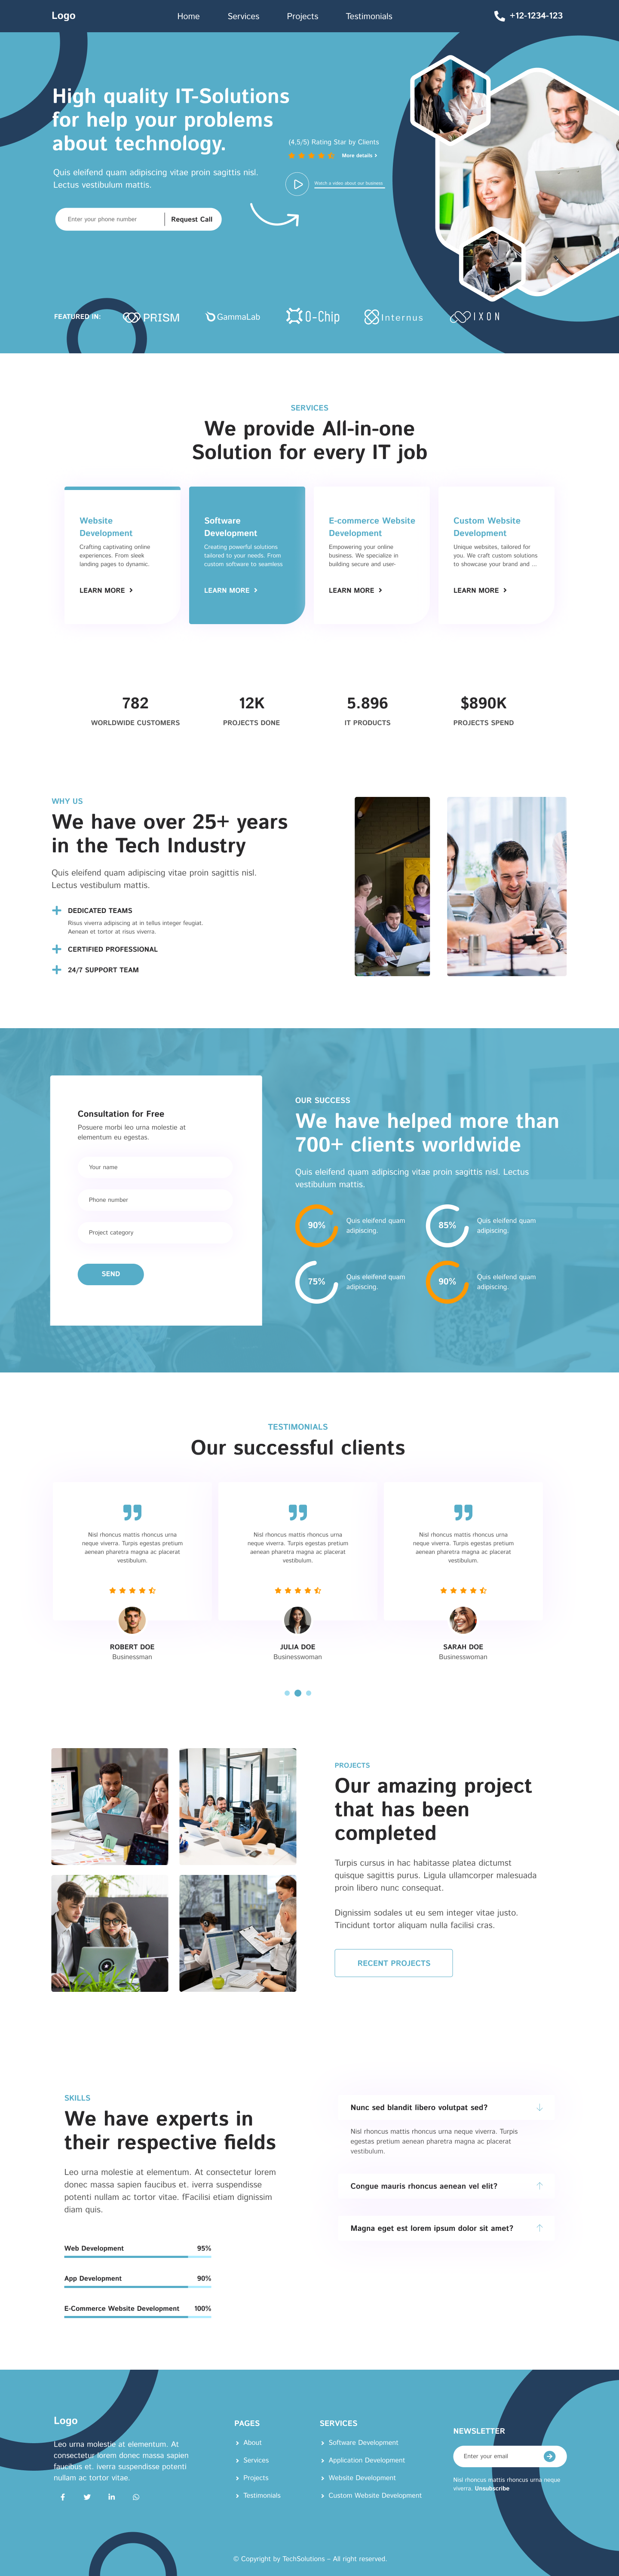 Logo
Home
Services
Projects
Testimonials
+12-1234-123
High quality IT-Solutions
for help your problems
about technology.
Quis eleifend quam adipiscing vitae proin sagittis nisl.
Lectus vestibulum mattis.
Enter your phone number
Request Call
(4,5/5) Rating Star by Clients
More details
Watch a video about our business
FEATURED IN:
PRISM
GammaLab
O-Chip
Internus
IXON
SERVICES
We provide All-in-one
Solution for every IT job
Website
Development
Crafting captivating online
experiences. From sleek
landing pages to dynamic.
LEARN MORE
Software
Development
Creating powerful solutions
tailored to your needs. From
custom software to seamless
LEARN MORE
E-commerce Website
Development
Empowering your online
business. We specialize in
building secure and user-
LEARN MORE
Custom Website
Development
Unique websites, tailored for
you. We craft custom solutions
to showcase your brand and ...
LEARN MORE
782
WORLDWIDE CUSTOMERS
12K
PROJECTS DONE
5.896
IT PRODUCTS
$890K
PROJECTS SPEND
WHY US
We have over 25+ years
in the Tech Industry
Quis eleifend quam adipiscing vitae proin sagittis nisl.
Lectus vestibulum mattis.
DEDICATED TEAMS
Risus viverra adipiscing at in tellus integer feugiat.
Aenean et tortor at risus viverra.
CERTIFIED PROFESSIONAL
24/7 SUPPORT TEAM
Consultation for Free
Posuere morbi leo urna molestie at
elementum eu egestas.
Your name
Phone number
Project category
SEND
OUR SUCCESS
We have helped more than
700+ clients worldwide
Quis eleifend quam adipiscing vitae proin sagittis nisl. Lectus
vestibulum mattis.
90%
Quis eleifend quam
adipiscing.
85%
Quis eleifend quam
adipiscing.
75%
Quis eleifend quam
adipiscing.
90%
Quis eleifend quam
adipiscing.
TESTIMONIALS
Our successful clients
Nisl rhoncus mattis rhoncus urna
neque viverra. Turpis egestas pretium
aenean pharetra magna ac placerat
vestibulum.
ROBERT DOE
Businessman
Nisl rhoncus mattis rhoncus urna
neque viverra. Turpis egestas pretium
aenean pharetra magna ac placerat
vestibulum.
JULIA DOE
Businesswoman
Nisl rhoncus mattis rhoncus urna
neque viverra. Turpis egestas pretium
aenean pharetra magna ac placerat
vestibulum.
SARAH DOE
Businesswoman
PROJECTS
Our amazing project
that has been
completed
Turpis cursus in hac habitasse platea dictumst
quisque sagittis purus. Ligula ullamcorper malesuada
proin libero nunc consequat.
Dignissim sodales ut eu sem integer vitae justo.
Tincidunt tortor aliquam nulla facilisi cras.
RECENT PROJECTS
SKILLS
We have experts in
their respective fields
Leo urna molestie at elementum. At consectetur lorem
donec urna massa sapien faucibus et. iverra suspendisse
potenti nullam ac tortor vitae. fFacilisi etiam dignissim
diam quis.
Web Development
95%
App Development
90%
E-Commerce Website Development
100%
Nunc sed blandit libero volutpat sed?
Nisl rhoncus mattis rhoncus urna neque viverra. Turpis
egestas pretium aenean pharetra magna ac placerat
vestibulum.
Congue mauris rhoncus aenean vel elit?
Magna eget est lorem ipsum dolor sit amet?
Logo
Leo urna molestie at elementum. At
consectetur lorem donec massa sapien
faucibus et. iverra suspendisse potenti
nullam ac tortor vitae.
PAGES
About
Services
Projects
Testimonials
SERVICES
Software Development
Application Development
Website Development
Custom Website Development
NEWSLETTER
Enter your email
Nisl rhoncus mattis rhoncus urna neque
viverra. Unsubscribe
© Copyright by TechSolutions – All right reserved.